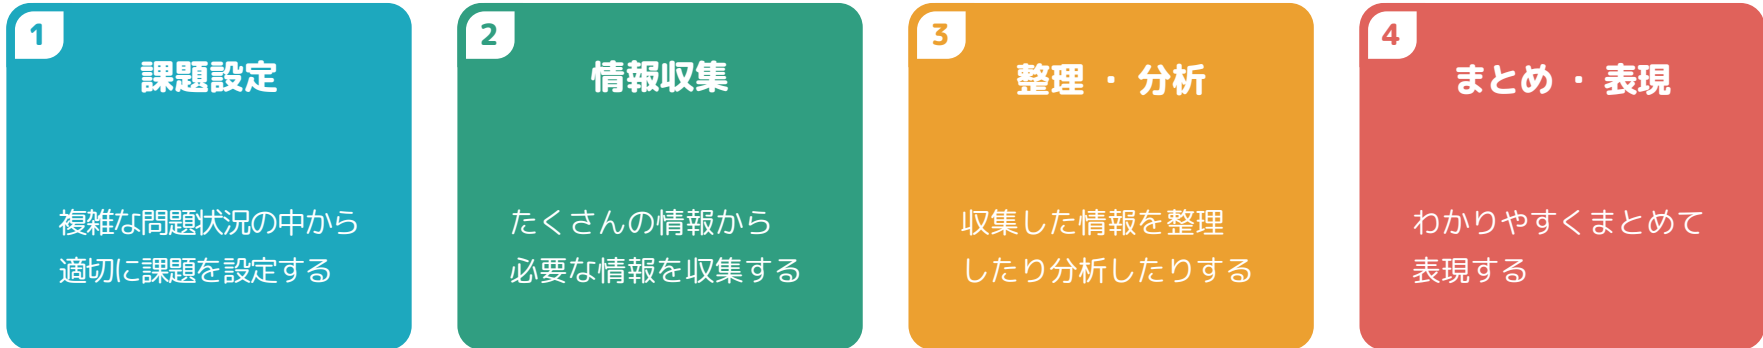 1
課題設定
複雑な問題状況の中から
適切に課題を設定する
2
情報収集
たくさんの情報から
必要な情報を収集する
3
整理 ・ 分析
収集した情報を整理
したり分析したりする
4
まとめ ・ 表現
わかりやすくまとめて
表現する